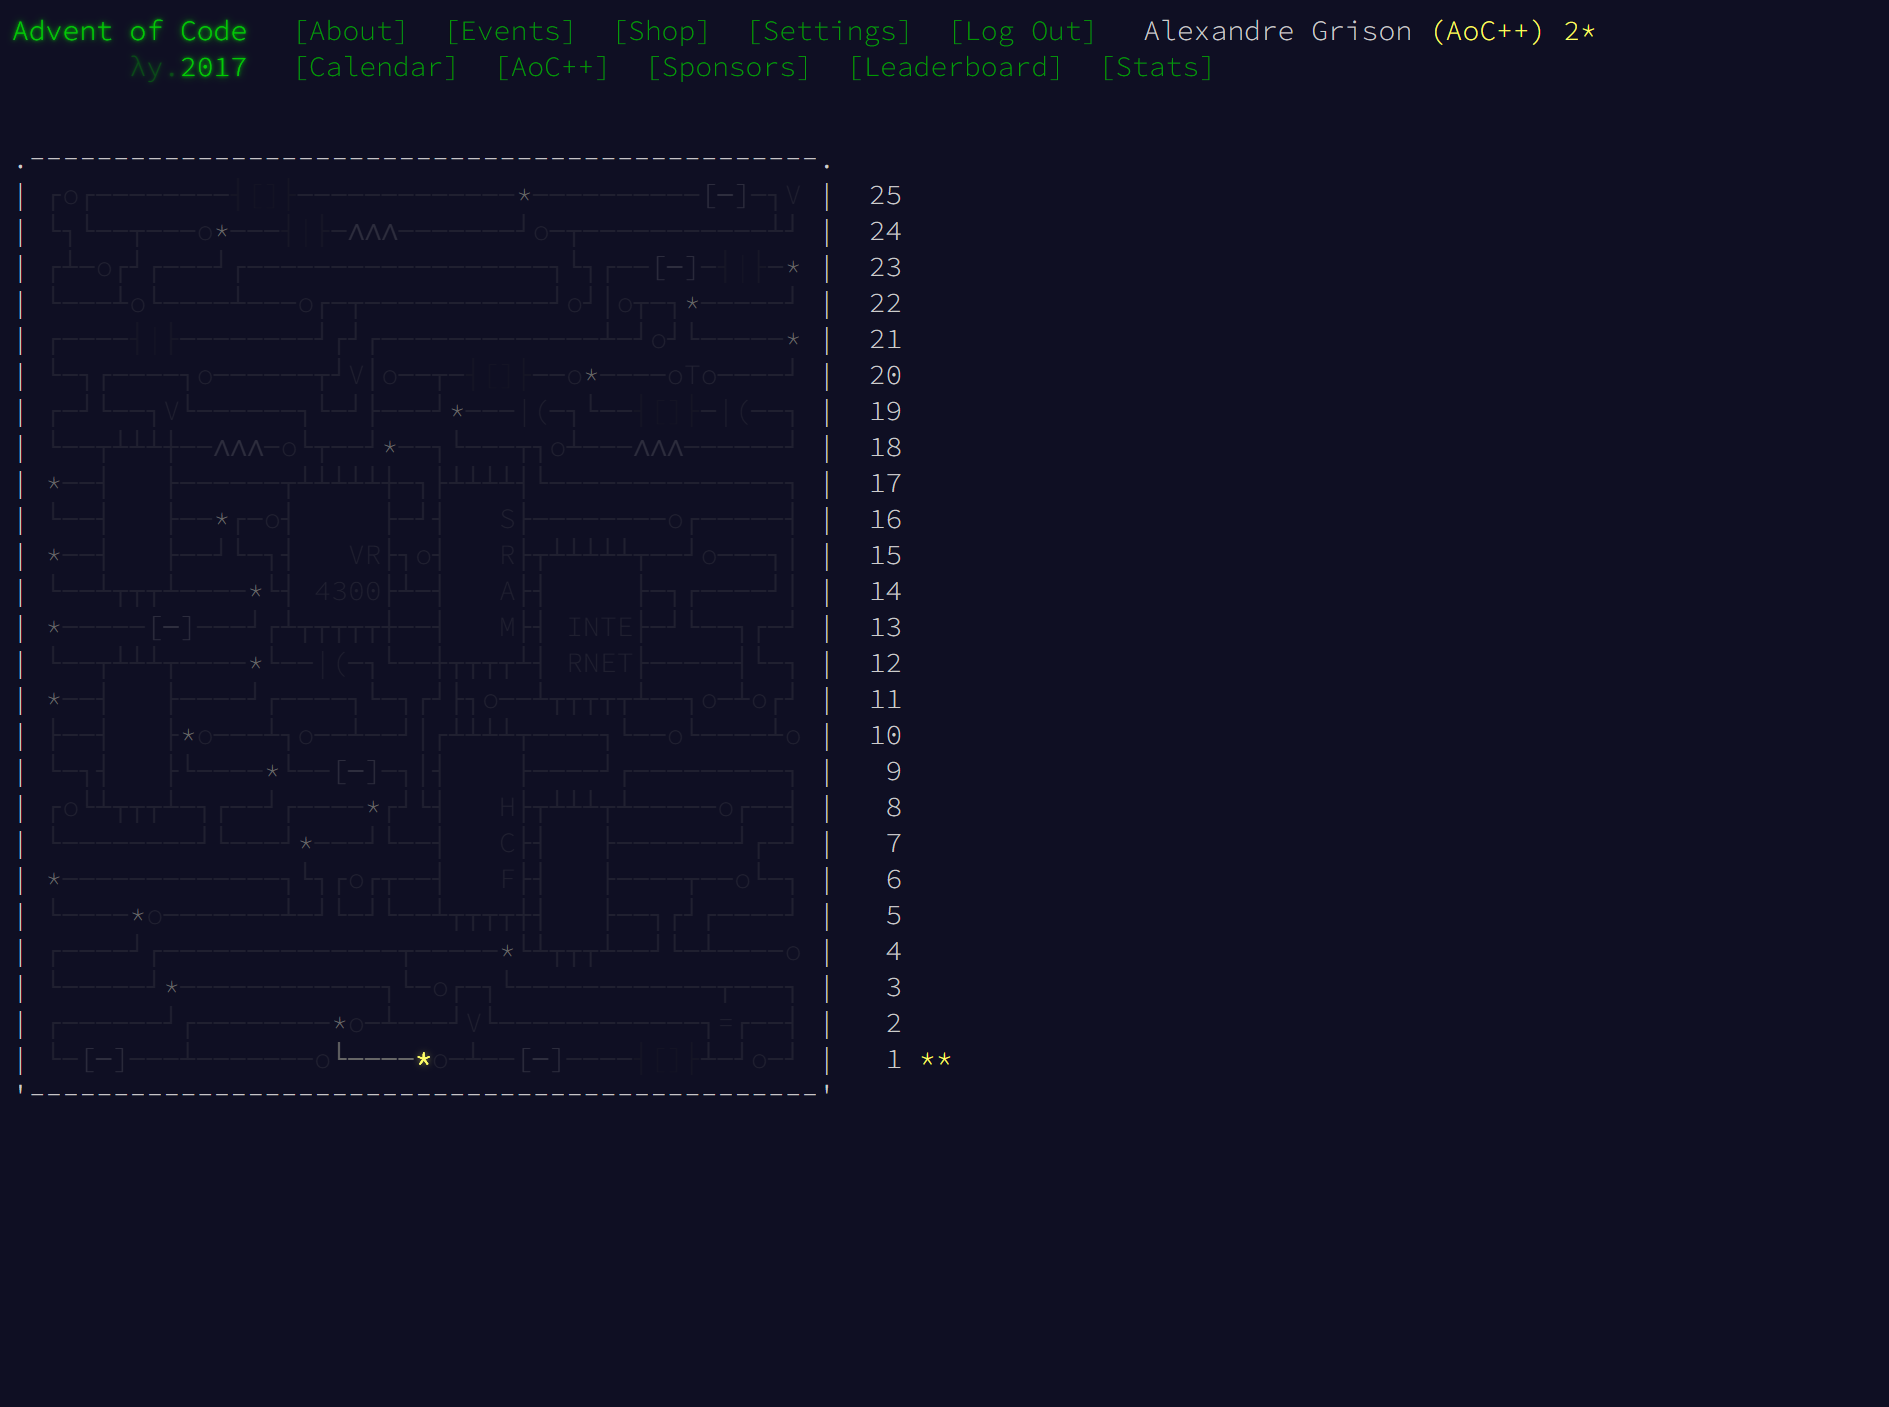 Advent of Code [About] [Events] [Shop] [Settings] [Log Out] Alexandre Grison (AoC++) 2*
λy.2017 [Calendar] [AoC++] [Sponsors] [Leaderboard] [Stats]
25
24
23
22
21
20
19
18
17
S 16
VR R 15
4300 A 14
M INTE 13
RNET 12
11
10
9
H 8
C 7
F 6
5
4
3
2
1 **